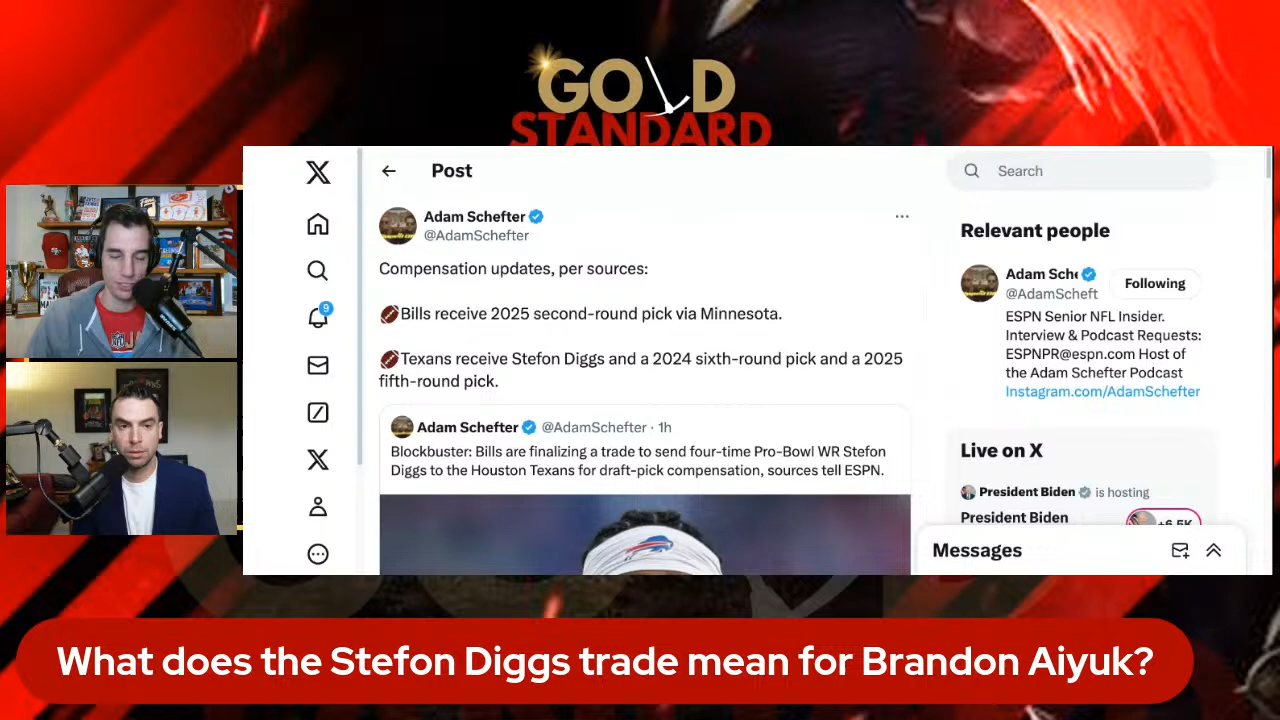 GOLD
STANDARD
Post
Search
Adam Schefter
@AdamSchefter
Compensation updates, per sources:
🏈Bills receive 2025 second-round pick via Minnesota.
🏈Texans receive Stefon Diggs and a 2024 sixth-round pick and a 2025
fifth-round pick.
Adam Schefter @AdamSchefter · 1h
Blockbuster: Bills are finalizing a trade to send four-time Pro-Bowl WR Stefon
Diggs to the Houston Texans for draft-pick compensation, sources tell ESPN.
9
Relevant people
Adam Sche
Following
@AdamScheft
ESPN Senior NFL Insider.
Interview & Podcast Requests:
ESPNPR@espn.com Host of
the Adam Schefter Podcast
Instagram.com/AdamSchefter
Live on X
President Biden is hosting
President Biden
+6.5K
Messages
NFL
What does the Stefon Diggs trade mean for Brandon Aiyuk?